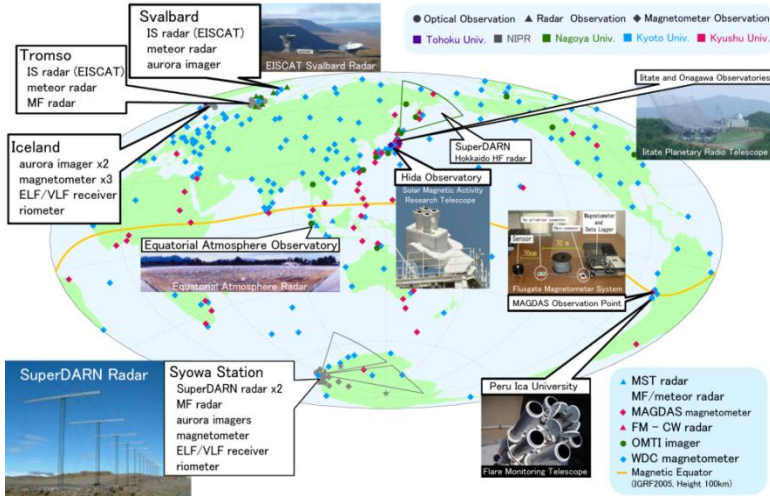 Svalbard
IS radar (EISCAT)
meteor radar
aurora imager
EISCAT Svalbard Radar
Optical Observation
Radar Observation
Magnetometer Observation
Tohoku Univ.
NIPR
Nagoya Univ.
Kyoto Univ.
Kyushu Univ.
Tromso
IS radar (EISCAT)
meteor radar
MF radar
Iitate and Onagawa Observatories
Iitate Planetary Radio Telescope
Iceland
aurora imager x2
magnetometer x3
ELF/VLF receiver
riometer
SuperDARN
Hokkaido HF radar
Hida Observatory
Solar Magnetic Activity
Research Telescope
Equatorial Atmosphere Observatory
Equatorial Atmosphere Radar
Magnetometer
and
Data Logger
Sensor
70cm
30 m
Fluxgate Magnetometer System
MAGDAS Observation Point
SuperDARN Radar
Syowa Station
SuperDARN radar x2
MF radar
aurora imagers
magnetometer
ELF/VLF receiver
riometer
Peru Ica University
Flare Monitoring Telescope
MST radar
MF/meteor radar
MAGDAS magnetometer
FM - CW radar
OMTI imager
WDC magnetometer
Magnetic Equator
(IGRF2005, Height 100km)